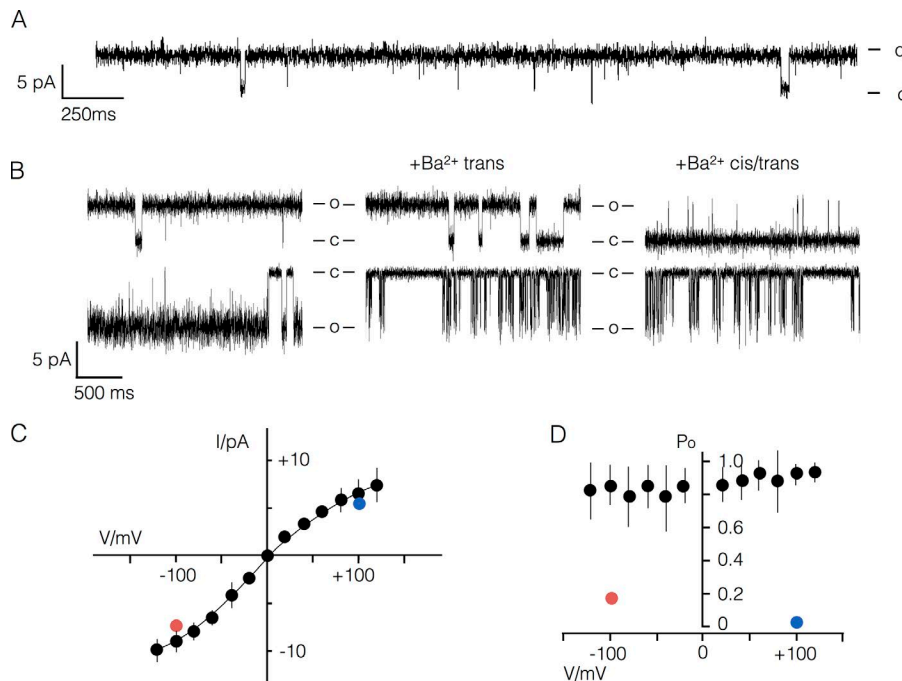 A
5 pA
250ms
B
+Ba²⁺ trans
+Ba²⁺ cis/trans
– o –
– o –
– c –
– c –
– c –
– c –
– o –
– o –
5 pA
500 ms
C
I/pA
+10
V/mV
-100
+100
-10
D
Po
1.0
0.8
0.6
0.4
0.2
0
-100
0
+100
V/mV